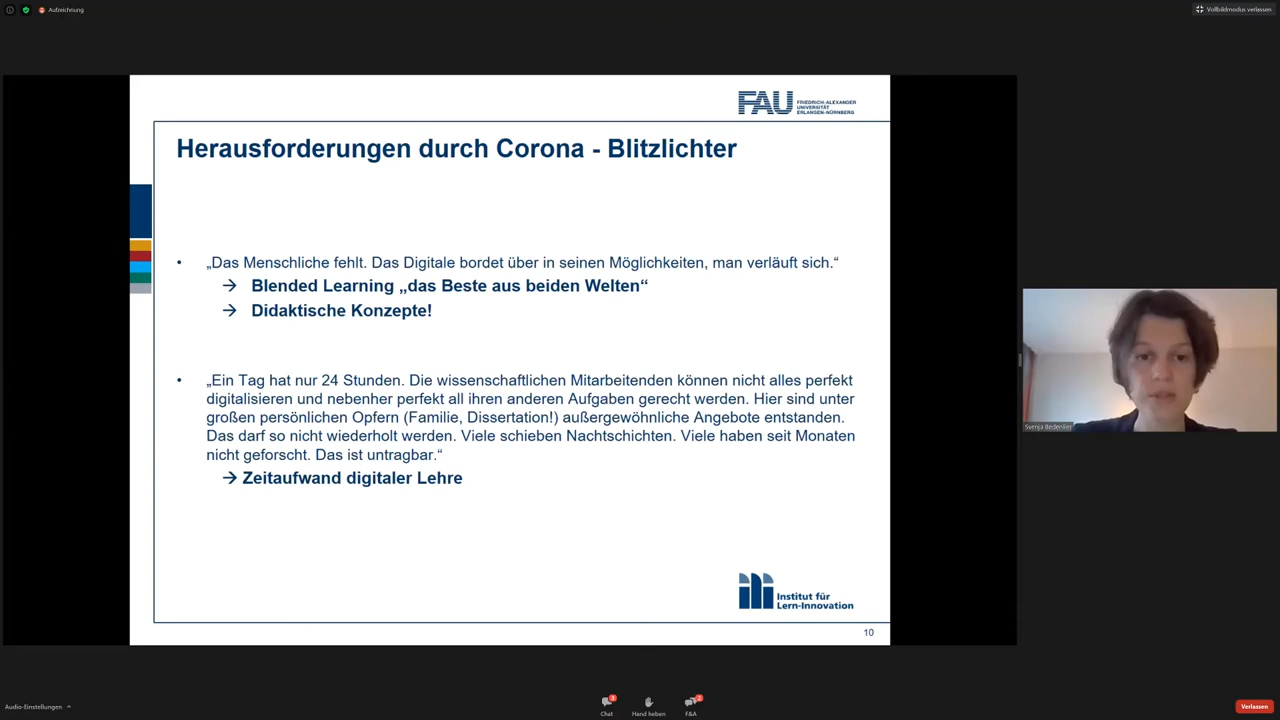 Aufzeichnung
Vollbildmodus verlassen
FAU
FRIEDRICH-ALEXANDER
UNIVERSITÄT
ERLANGEN-NÜRNBERG
Herausforderungen durch Corona - Blitzlichter
• „Das Menschliche fehlt. Das Digitale bordet über in seinen Möglichkeiten, man verläuft sich.“
→ Blended Learning „das Beste aus beiden Welten“
→ Didaktische Konzepte!
• „Ein Tag hat nur 24 Stunden. Die wissenschaftlichen Mitarbeitenden können nicht alles perfekt
digitalisieren und nebenher perfekt all ihren anderen Aufgaben gerecht werden. Hier sind unter
großen persönlichen Opfern (Familie, Dissertation!) außergewöhnliche Angebote entstanden.
Das darf so nicht wiederholt werden. Viele schieben Nachtschichten. Viele haben seit Monaten
nicht geforscht. Das ist untragbar.“
→ Zeitaufwand digitaler Lehre
Svenja Bedenlier
Institut für
Lern-Innovation
10
Audio-Einstellungen
Chat
Hand heben
F&A
Verlassen